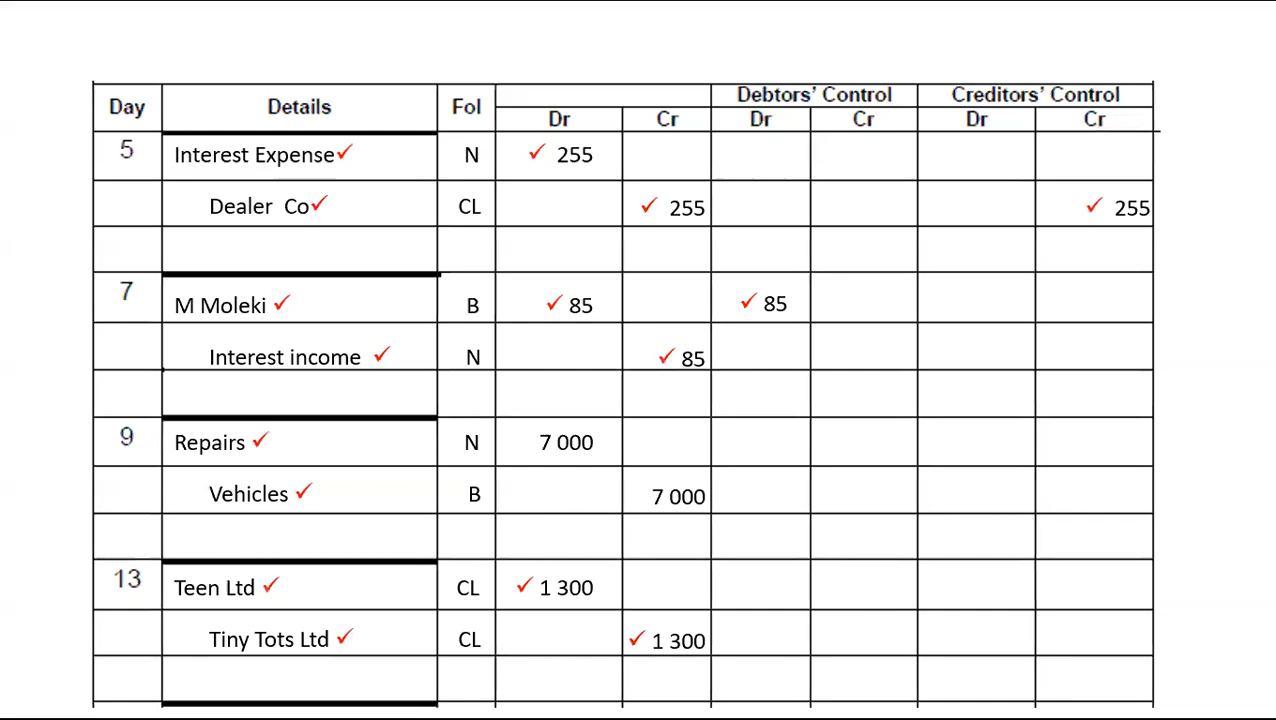 Day Details Fol Debtors' Control Creditors' Control
Dr Cr Dr Cr Dr Cr
5 Interest Expense✓ N ✓ 255
Dealer Co✓ CL ✓ 255 ✓ 255
7 M Moleki ✓ B ✓ 85 ✓ 85
Interest income ✓ N ✓ 85
9 Repairs ✓ N 7 000
Vehicles ✓ B 7 000
13 Teen Ltd ✓ CL ✓ 1 300
Tiny Tots Ltd ✓ CL ✓ 1 300